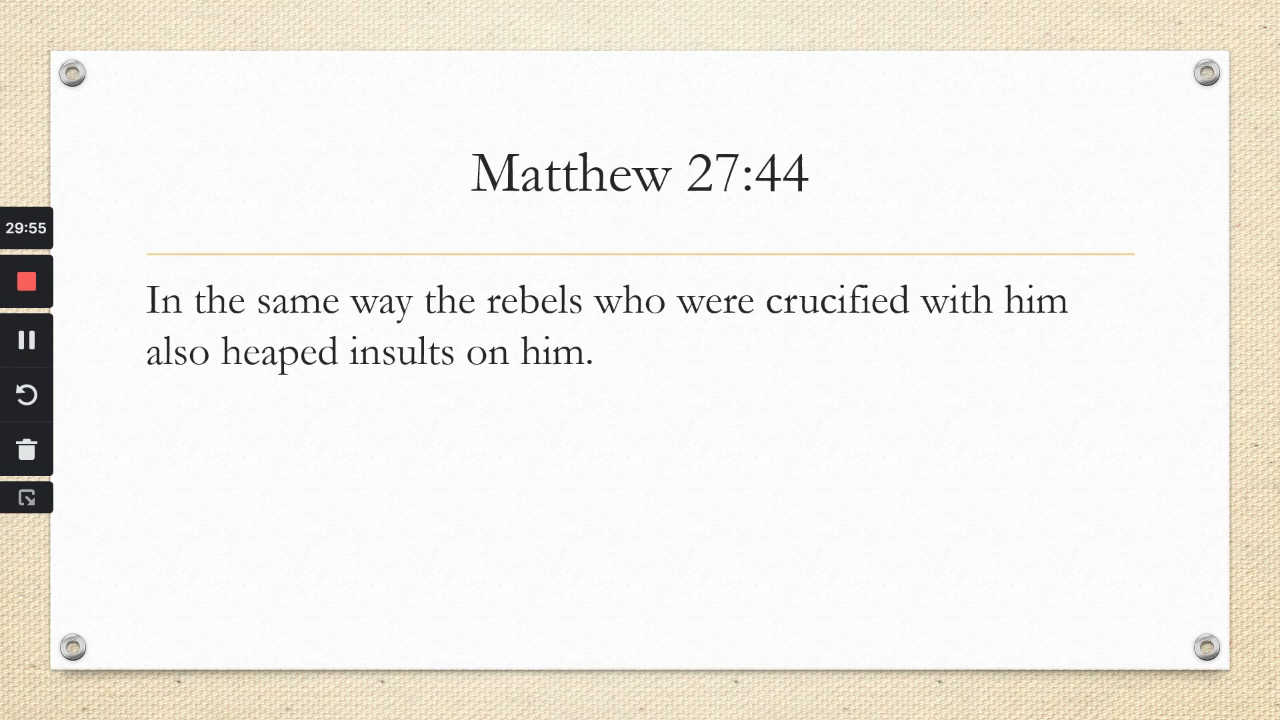 Matthew 27:44
29:55
In the same way the rebels who were crucified with him
also heaped insults on him.